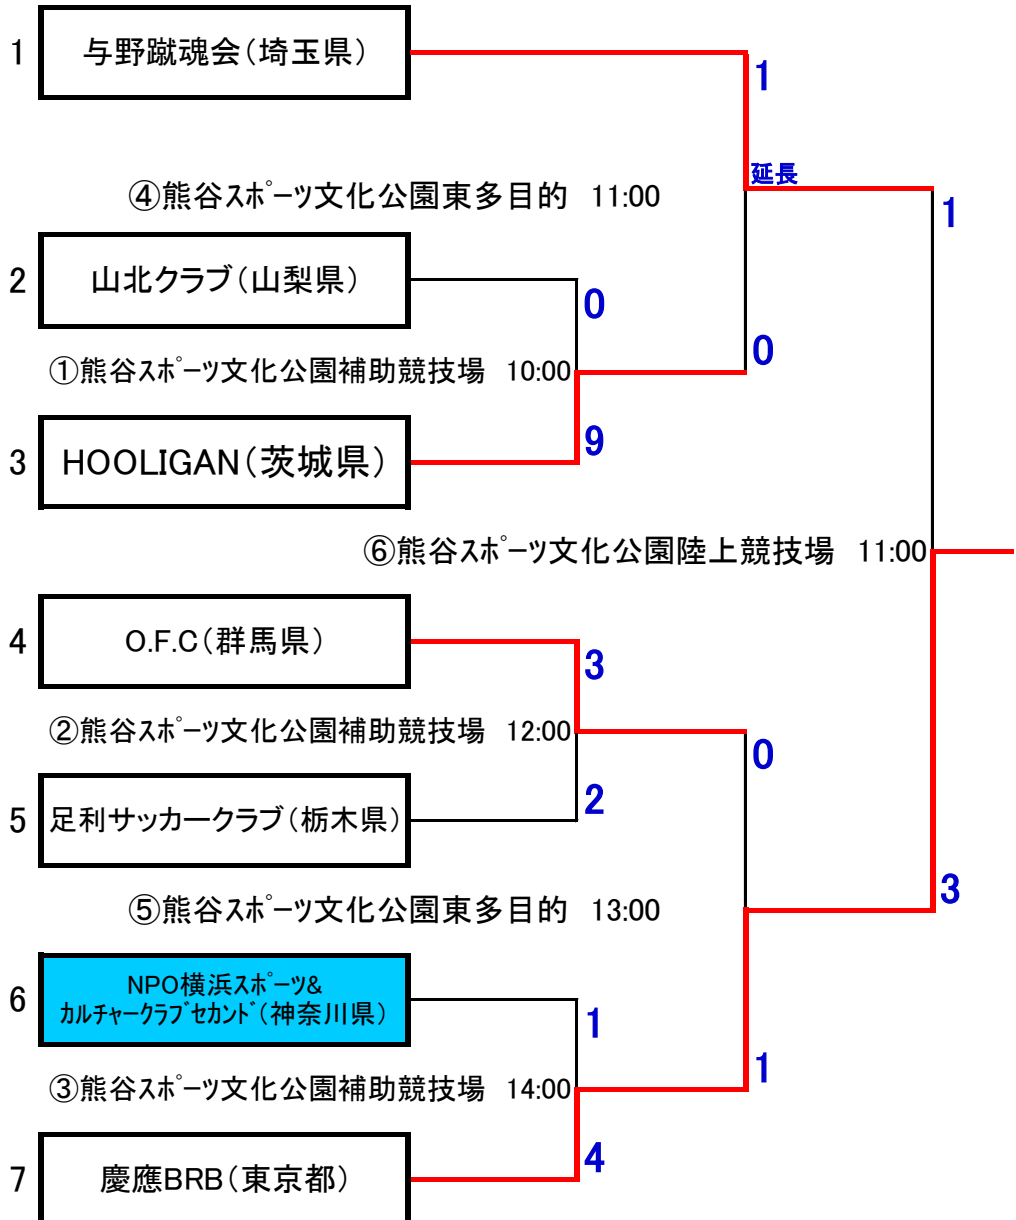 1 与野蹴魂会(埼玉県)
1
延長
④熊谷スポーツ文化公園東多目的 11:00
1
2 山北クラブ(山梨県)
0
①熊谷スポーツ文化公園補助競技場 10:00
0
3 HOOLIGAN(茨城県)
9
⑥熊谷スポーツ文化公園陸上競技場 11:00
4 O.F.C(群馬県)
3
②熊谷スポーツ文化公園補助競技場 12:00
0
5 足利サッカークラブ(栃木県)
2
3
⑤熊谷スポーツ文化公園東多目的 13:00
6 NPO横浜スポーツ&
カルチャークラブセカンド(神奈川県)
1
③熊谷スポーツ文化公園補助競技場 14:00
1
7 慶應BRB(東京都)
4